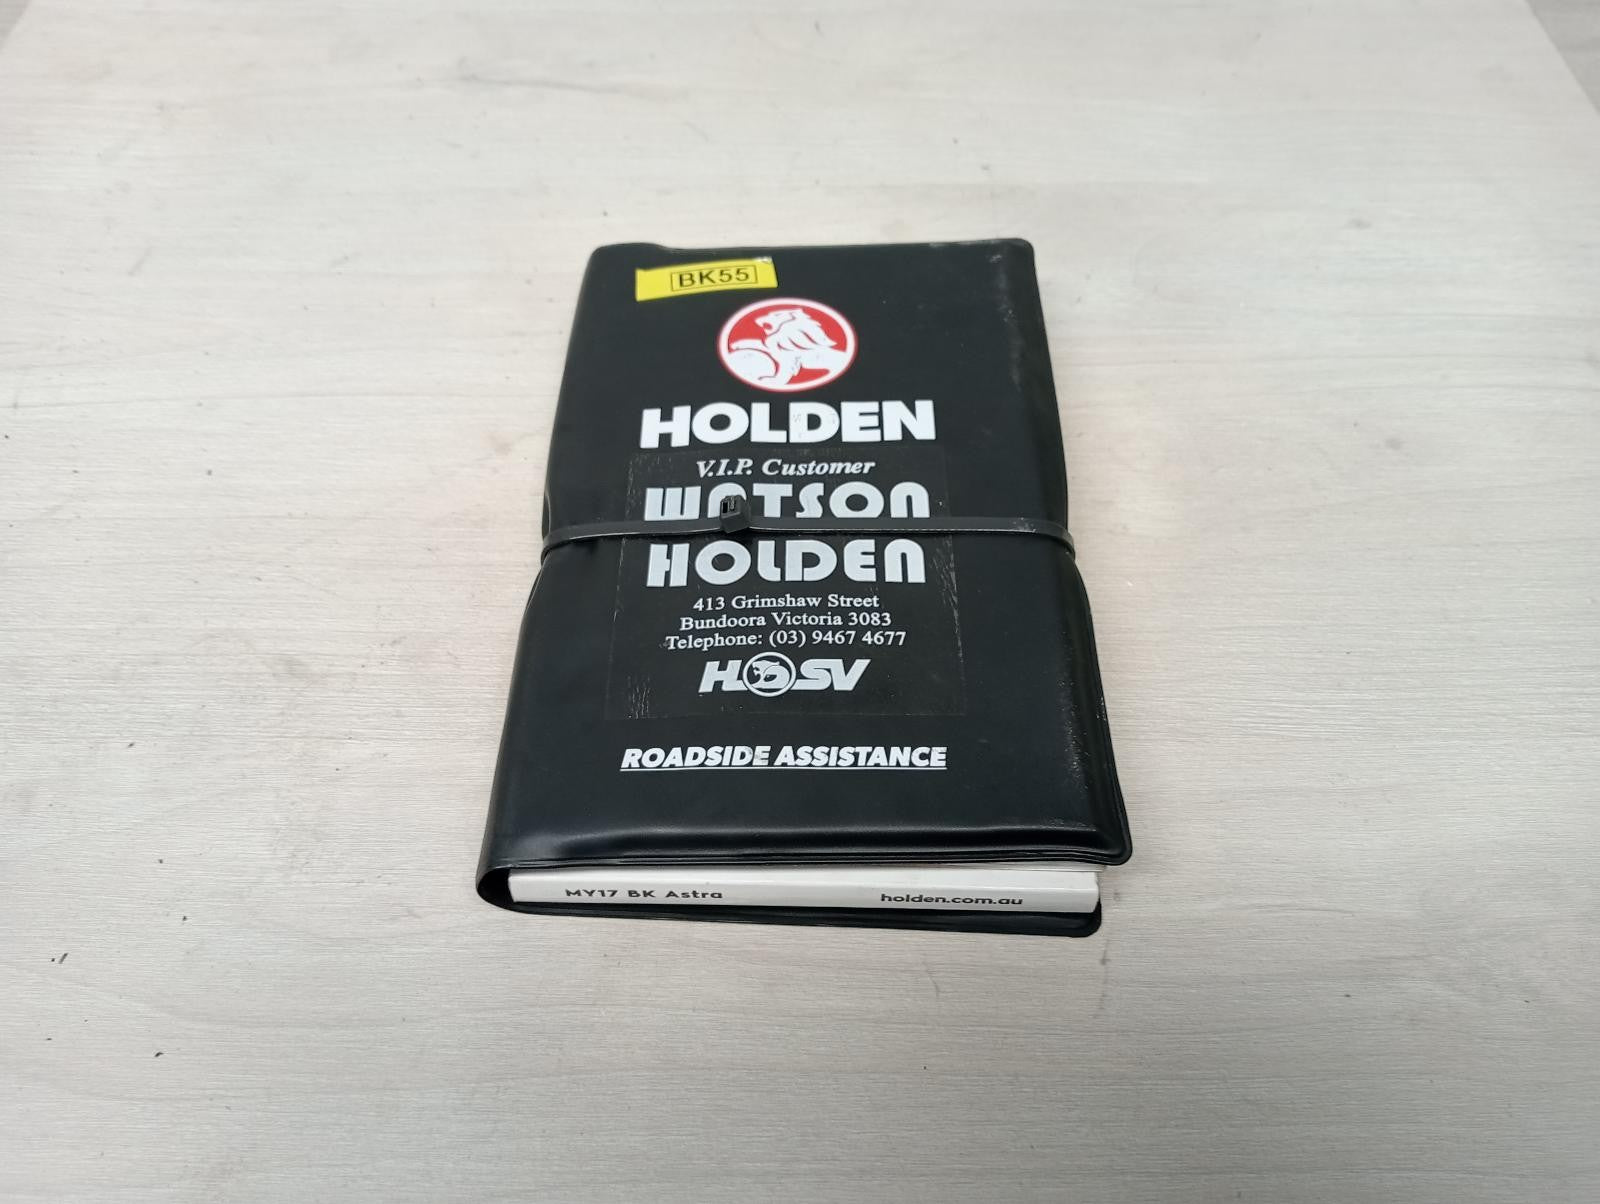 BK55
HOLDEN
V.I.P. Customer
WATSON
HOLDEN
413 Grimshaw Street
Bundoora Victoria 3083
Telephone: (03) 9467 4677
HSV
ROADSIDE ASSISTANCE
MY17 BK Astra holden.com.au